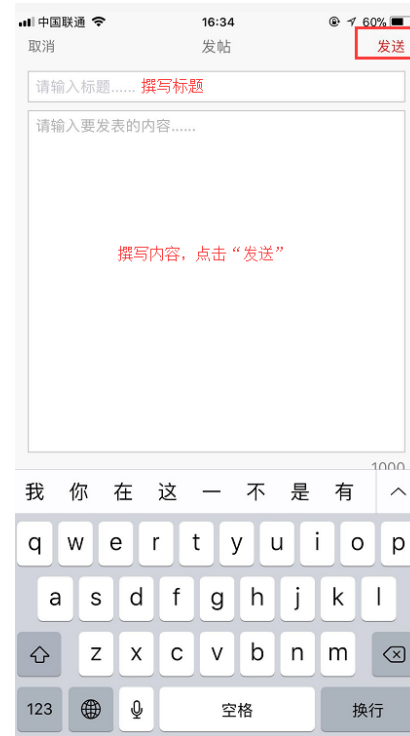 中国联通 16:34 60%
取消 发帖 发送
请输入标题...... 撰写标题
请输入要发表的内容......
撰写内容，点击“发送”
1000
我 你 在 这 一 不 是 有
q w e r t y u i o p
a s d f g h j k l
z x c v b n m
123 空格 换行